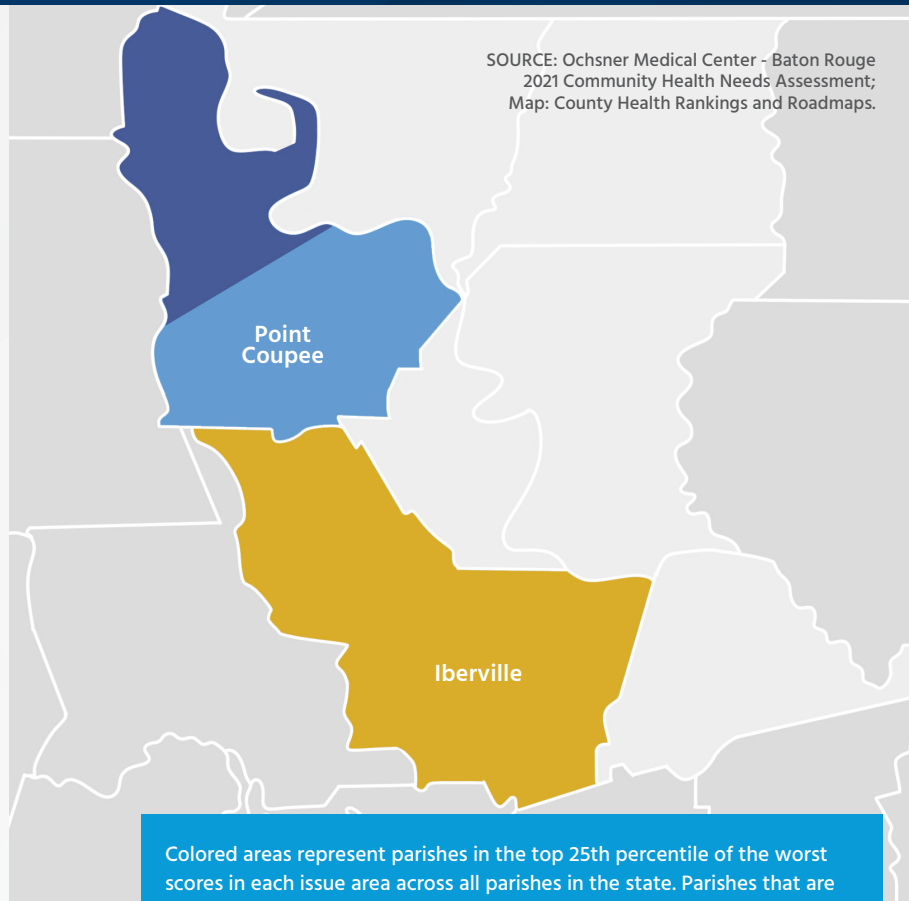 SOURCE: Ochsner Medical Center - Baton Rouge
2021 Community Health Needs Assessment;
Map: County Health Rankings and Roadmaps.
Point
Coupee
Iberville
Colored areas represent parishes in the top 25th percentile of the worst
scores in each issue area across all parishes in the state. Parishes that are